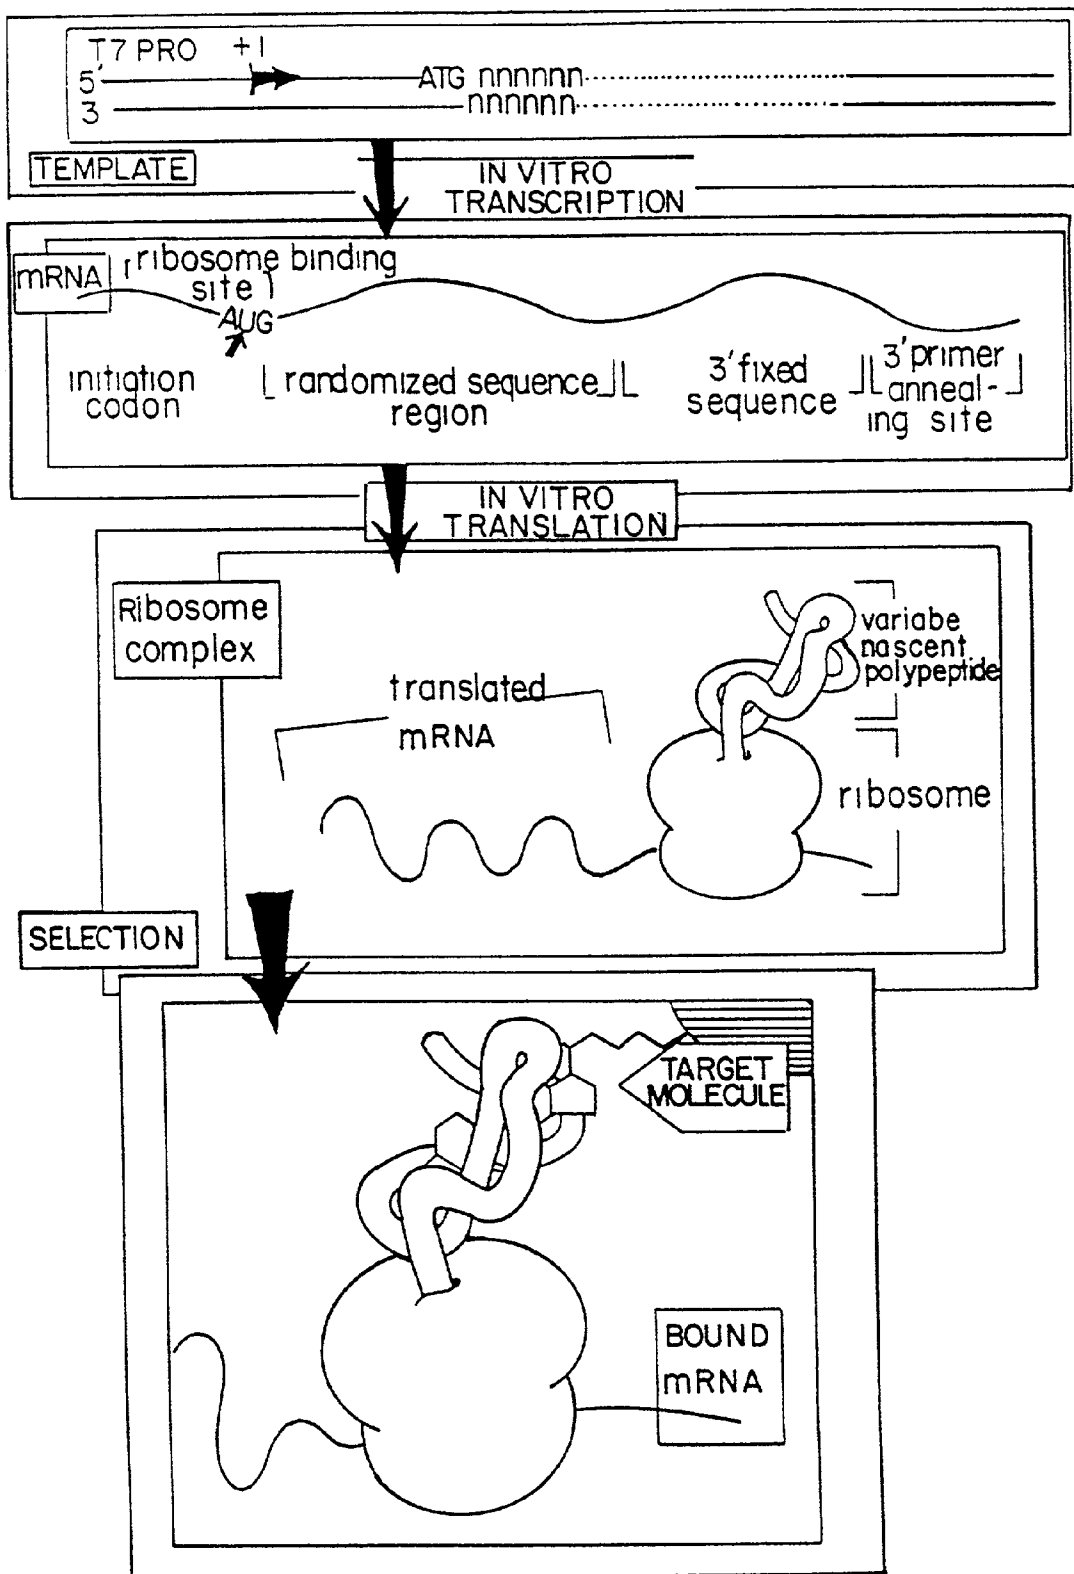 T7 PRO +1
5' ATG nnnnnn
3 nnnnnn
TEMPLATE
IN VITRO
TRANSCRIPTION
mRNA
ribosome binding
site
AUG
initiation
codon
randomized sequence
region
3' fixed
sequence
3' primer
anneal-
ing site
IN VITRO
TRANSLATION
Ribosome
complex
variabe
nascent
polypeptide
translated
mRNA
ribosome
SELECTION
TARGET
MOLECULE
BOUND
mRNA